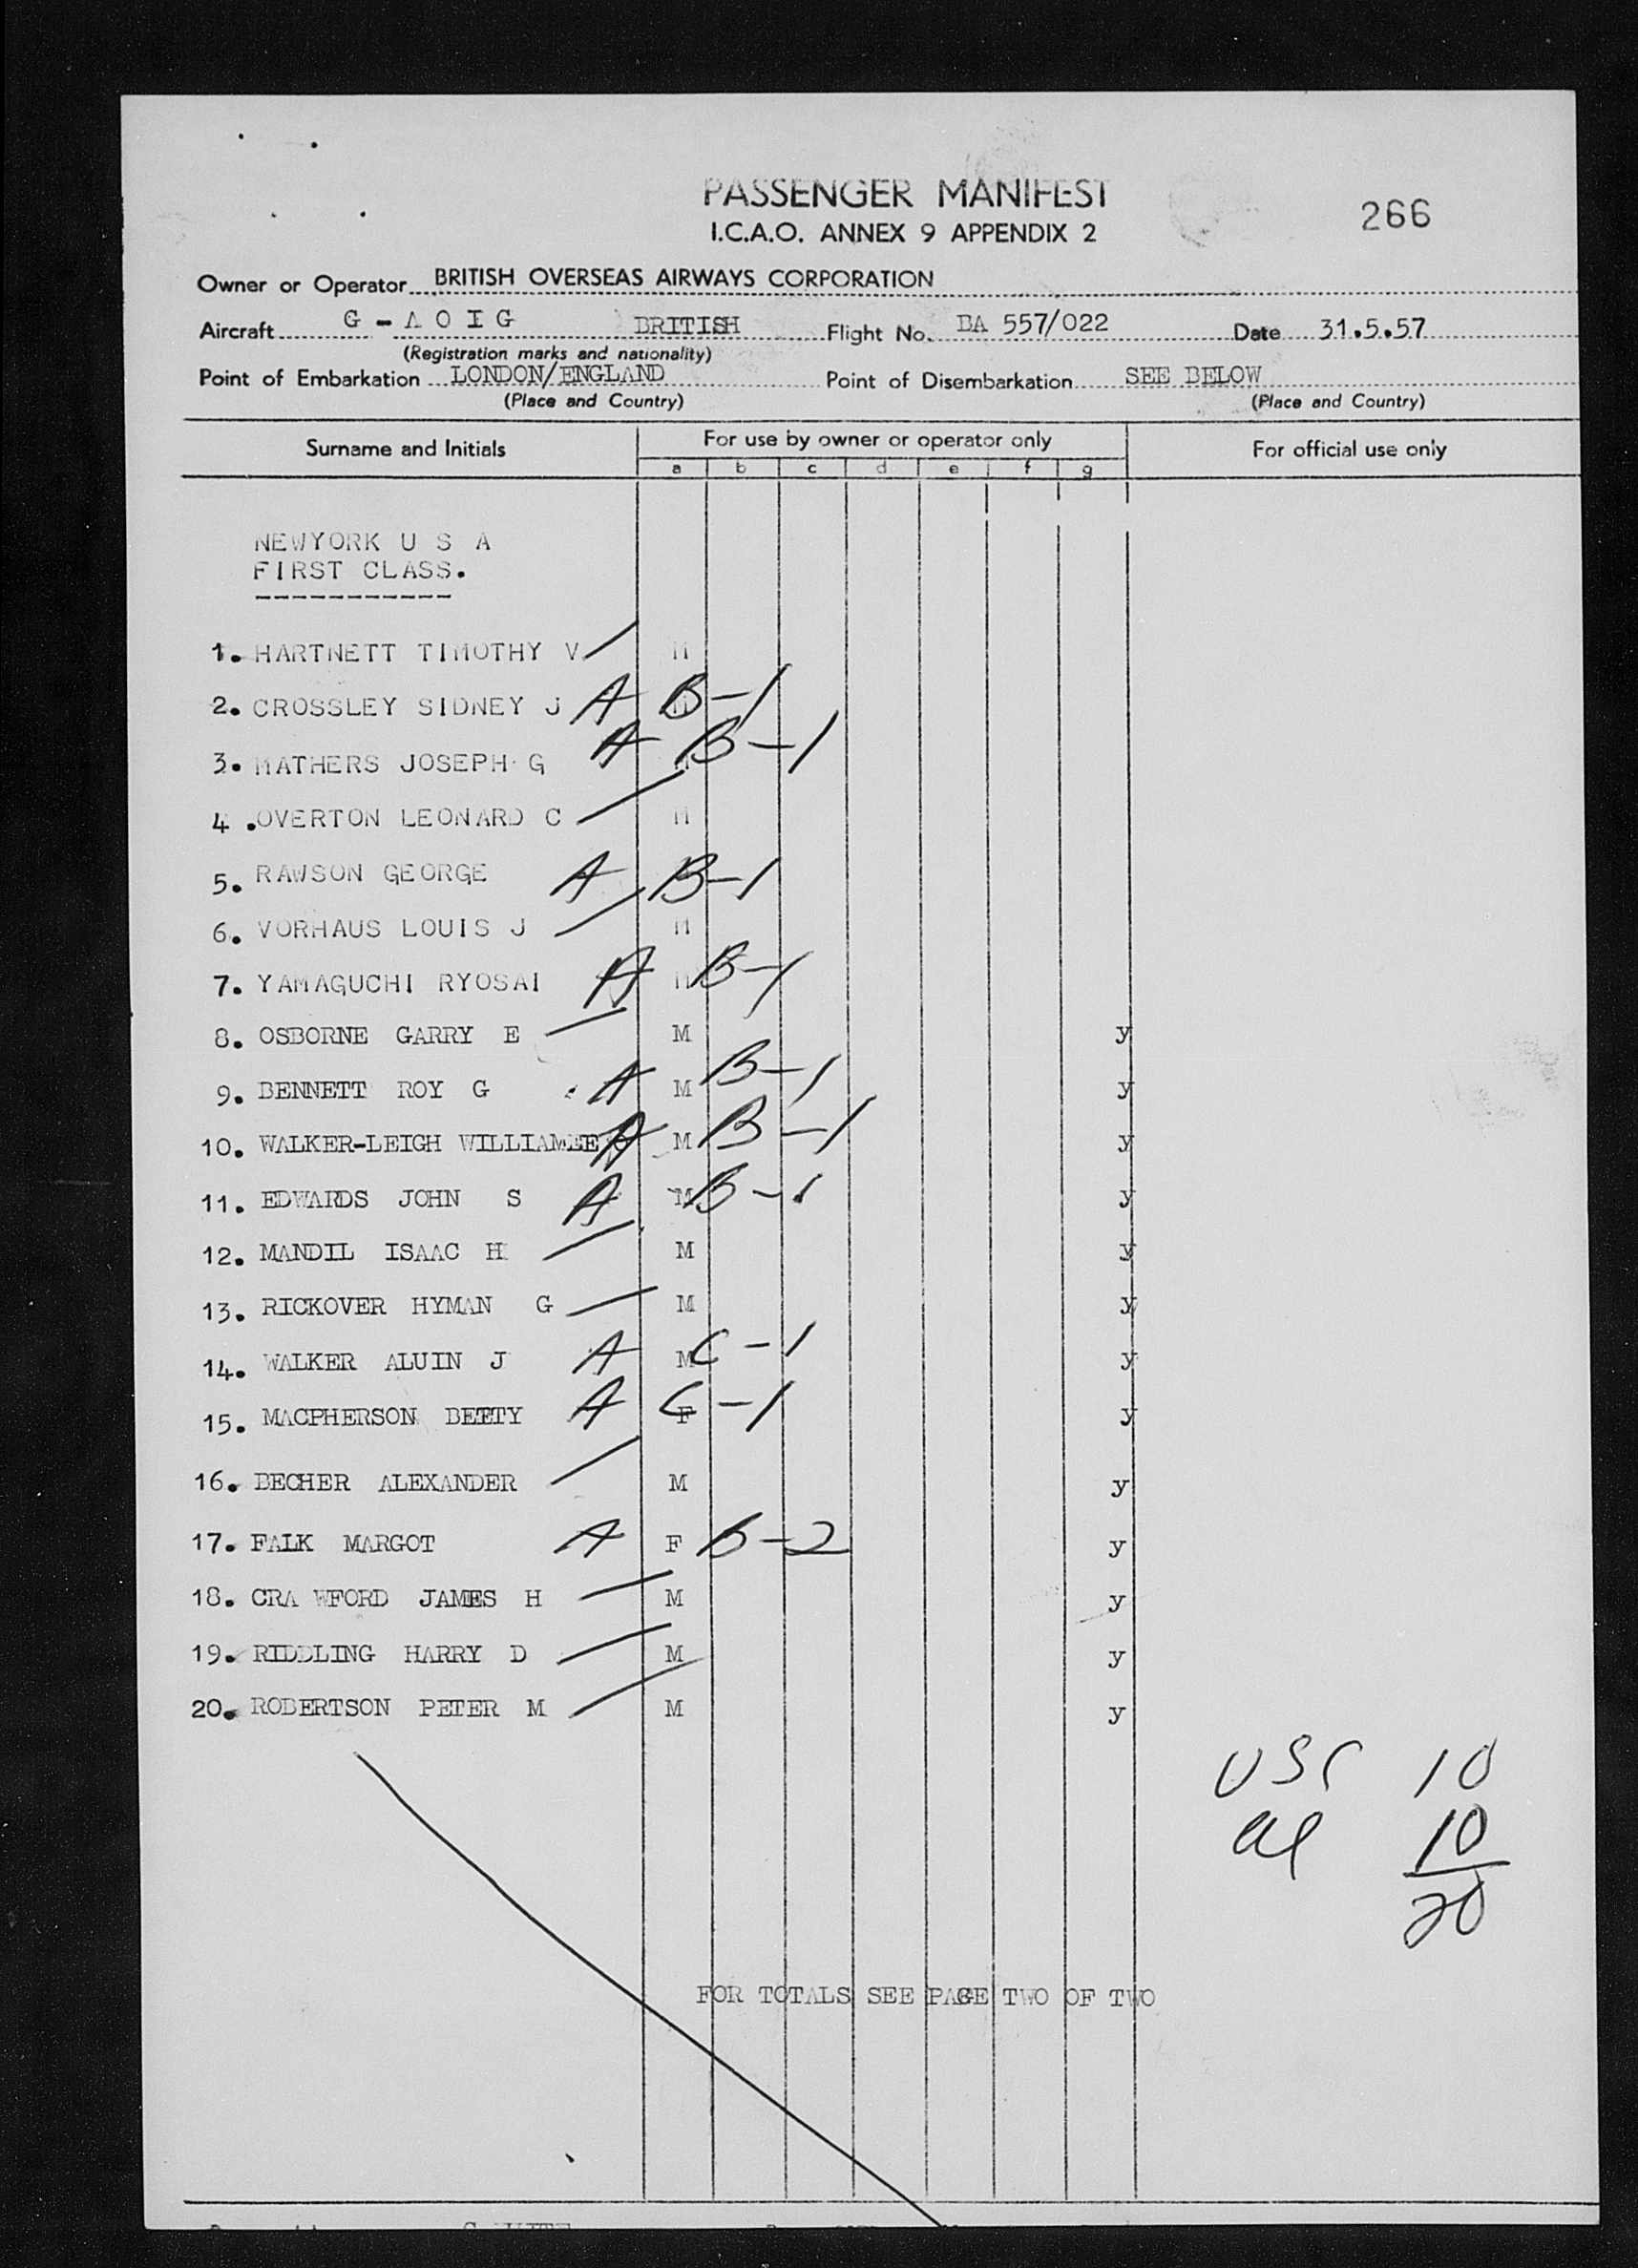 PASSENGER MANIFEST
I.C.A.O. ANNEX 9 APPENDIX 2
266
Owner or Operator BRITISH OVERSEAS AIRWAYS CORPORATION
Aircraft G - A O I G BRITISH Flight No. BA 557/022 Date 31.5.57
(Registration marks and nationality)
Point of Embarkation LONDON/ENGLAND Point of Disembarkation SEE BELOW
(Place and Country) (Place and Country)
Surname and Initials For use by owner or operator only For official use only
a b c d e f g
NEWYORK U S A
FIRST CLASS.
-----------
1. HARTNETT TIMOTHY V M
2. CROSSLEY SIDNEY J A B-1
3. MATHERS JOSEPH G A B-1
4. OVERTON LEONARD C M
5. RAWSON GEORGE A B-1
6. VORHAUS LOUIS J M
7. YAMAGUCHI RYOSAI A M B-1
8. OSBORNE GARRY E M y
9. BENNETT ROY G A M B-1 y
10. WALKER-LEIGH WILLIAM A M B-1 y
11. EDWARDS JOHN S A M B-1 y
12. MANDIL ISAAC H M y
13. RICKOVER HYMAN G M y
14. WALKER ALUIN J A M C-1 y
15. MACPHERSON BETTY A F C-1 y
16. BECHER ALEXANDER M y
17. FALK MARGOT A F B-2 y
18. CRA WFORD JAMES H M y
19. RIDDLING HARRY D M y
20. ROBERTSON PETER M M y
USC 10
al 10
20
FOR TOTALS SEE PAGE TWO OF TWO